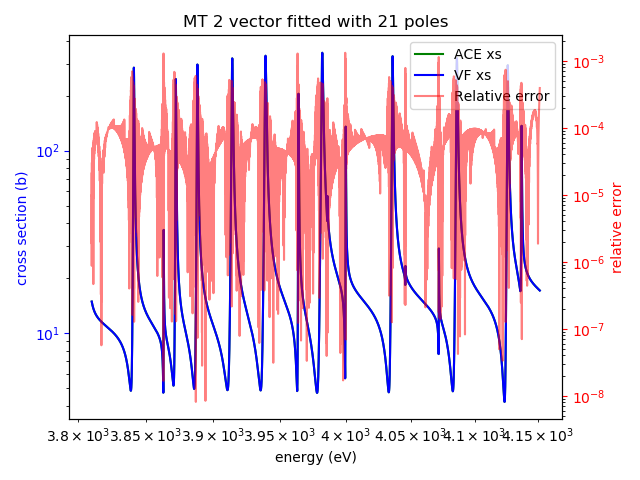 MT 2 vector fitted with 21 poles
ACE xs
VF xs
Relative error
cross section (b)
10²
10¹
relative error
10⁻³
10⁻⁴
10⁻⁵
10⁻⁶
10⁻⁷
10⁻⁸
3.8 × 10³ 3.85 × 10³ 3.9 × 10³ 3.95 × 10³ 4 × 10³ 4.05 × 10³ 4.1 × 10³ 4.15 × 10³
energy (eV)